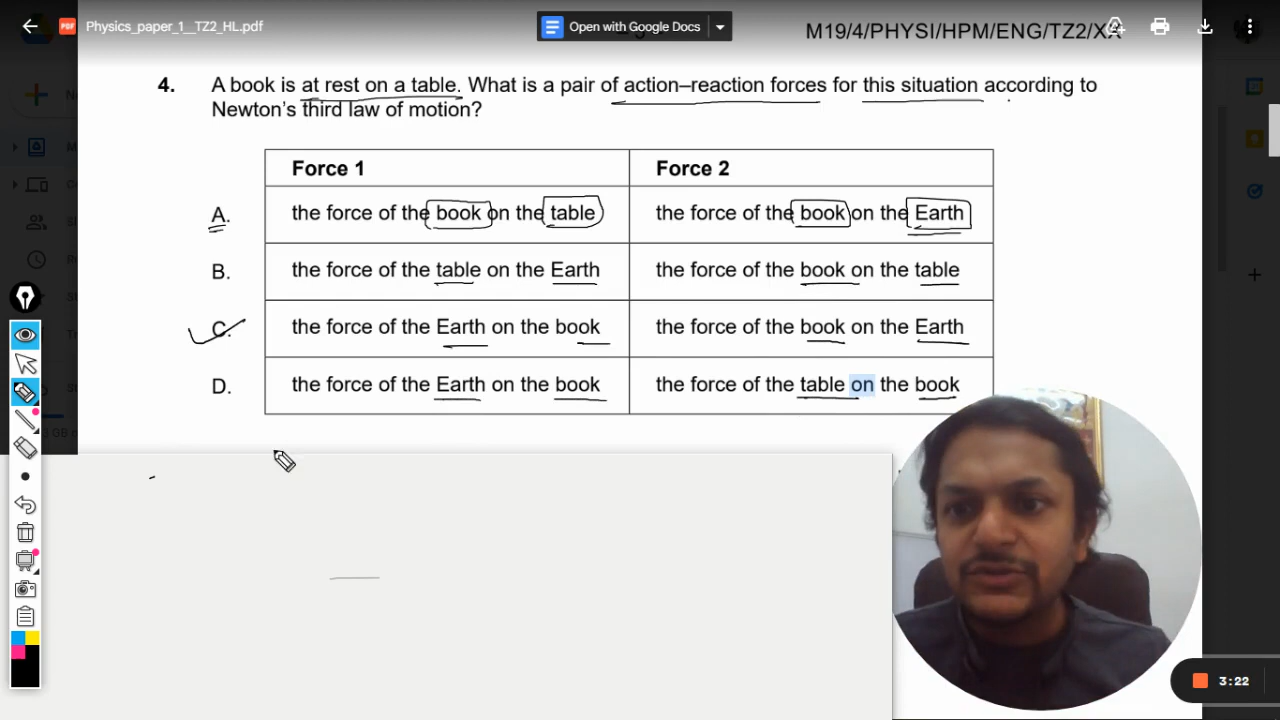 Physics_paper_1__TZ2_HL.pdf
Open with Google Docs
M19/4/PHYSI/HPM/ENG/TZ2/XX
4. A book is at rest on a table. What is a pair of action–reaction forces for this situation according to
Newton's third law of motion?
Force 1 Force 2
A. the force of the book on the table the force of the book on the Earth
B. the force of the table on the Earth the force of the book on the table
C. the force of the Earth on the book the force of the book on the Earth
D. the force of the Earth on the book the force of the table on the book
3 GB
3:22